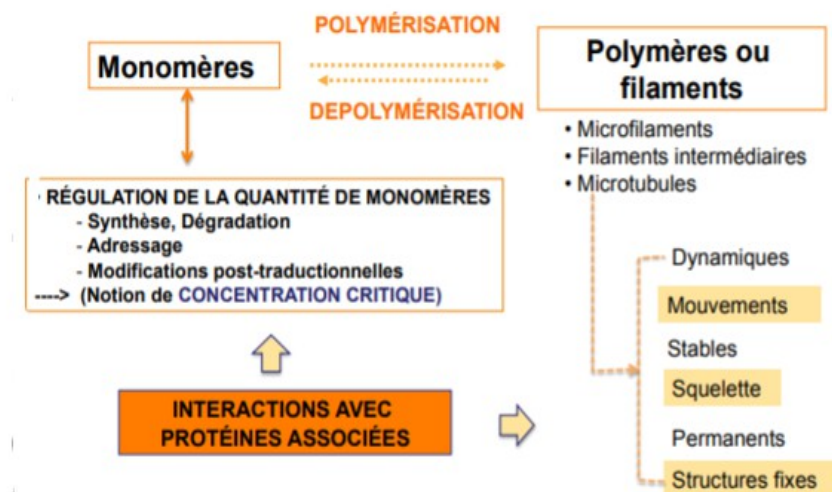 POLYMÉRISATION
Monomères
DEPOLYMÉRISATION
Polymères ou
filaments
• Microfilaments
• Filaments intermédiaires
• Microtubules
RÉGULATION DE LA QUANTITÉ DE MONOMÈRES
- Synthèse, Dégradation
- Adressage
- Modifications post-traductionnelles
----> (Notion de CONCENTRATION CRITIQUE)
INTERACTIONS AVEC
PROTÉINES ASSOCIÉES
Dynamiques
Mouvements
Stables
Squelette
Permanents
Structures fixes